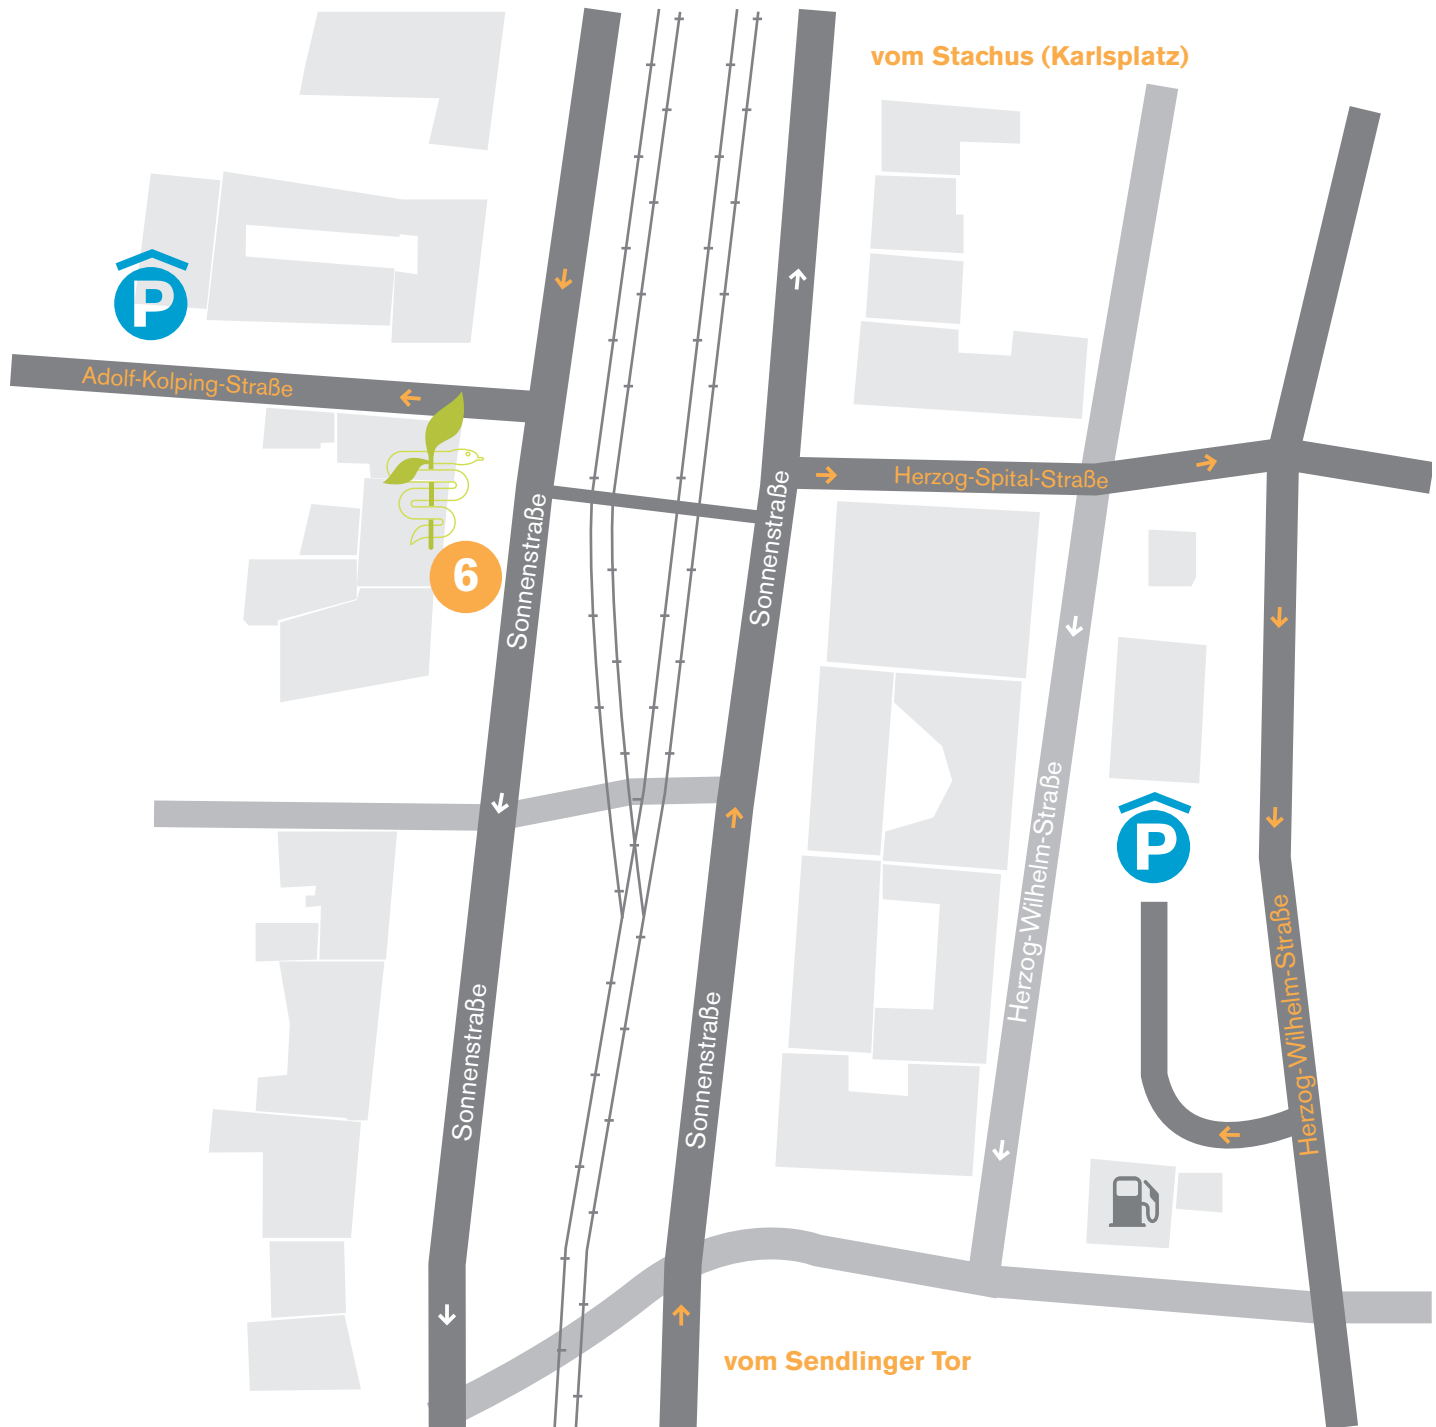 vom Stachus (Karlsplatz)
P
Adolf-Kolping-Straße
Herzog-Spital-Straße
Sonnenstraße
Sonnenstraße
6
Herzog-Wilhelm-Straße
P
Herzog-Wilhelm-Straße
Sonnenstraße
Sonnenstraße
vom Sendlinger Tor